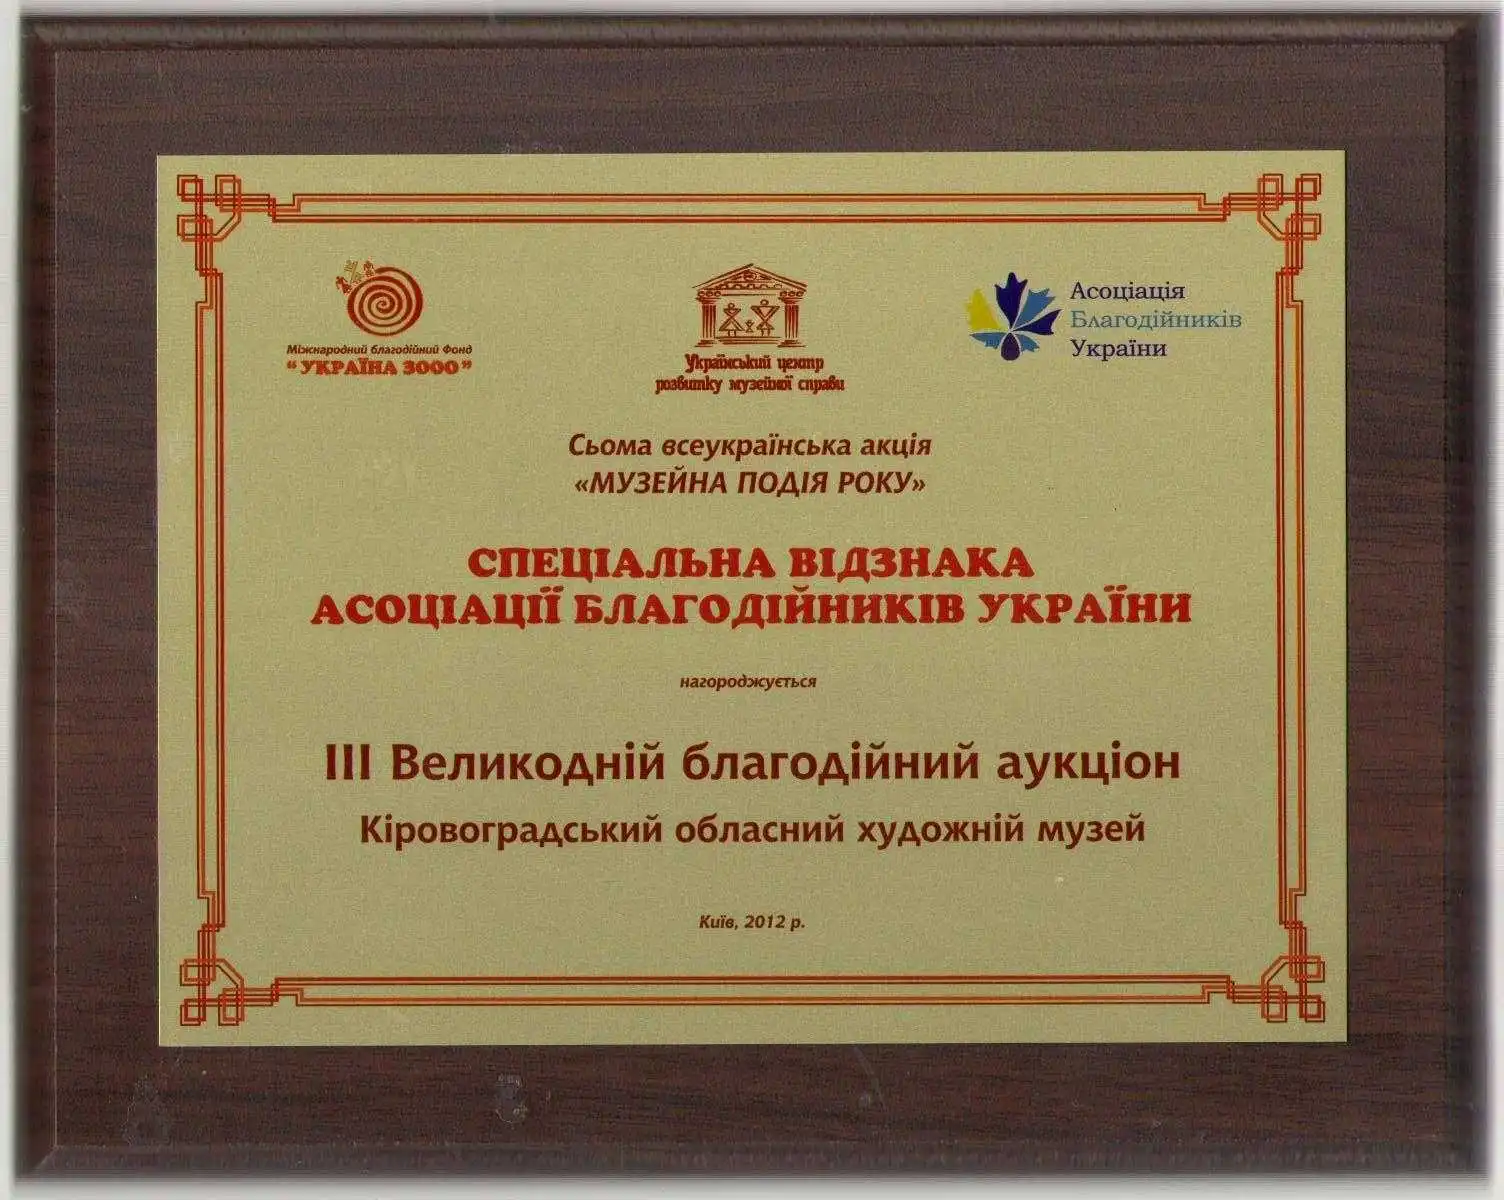 Міжнародний благодійний Фонд
“УКРАЇНА 3000”
Український центр
розвитку музейної справи
Асоціація
Благодійників
України
Сьома всеукраїнська акція
«МУЗЕЙНА ПОДІЯ РОКУ»
СПЕЦІАЛЬНА ВІДЗНАКА
АСОЦІАЦІЇ БЛАГОДІЙНИКІВ УКРАЇНИ
нагороджується
III Великодній благодійний аукціон
Кіровоградський обласний художній музей
Київ, 2012 р.